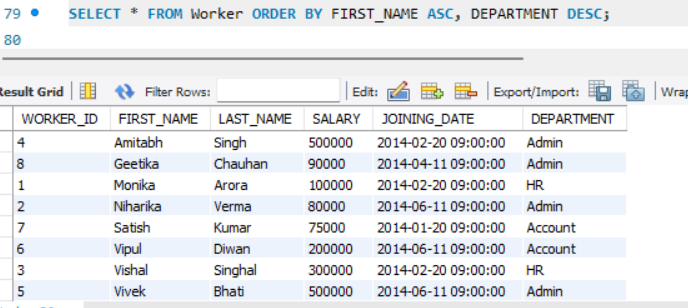 79 SELECT * FROM Worker ORDER BY FIRST_NAME ASC, DEPARTMENT DESC;
80
Result Grid Filter Rows: Edit: Export/Import: Wrap
WORKER_ID FIRST_NAME LAST_NAME SALARY JOINING_DATE DEPARTMENT
4 Amitabh Singh 500000 2014-02-20 09:00:00 Admin
8 Geetika Chauhan 90000 2014-04-11 09:00:00 Admin
1 Monika Arora 100000 2014-02-20 09:00:00 HR
2 Niharika Verma 80000 2014-06-11 09:00:00 Admin
7 Satish Kumar 75000 2014-01-20 09:00:00 Account
6 Vipul Diwan 200000 2014-06-11 09:00:00 Account
3 Vishal Singhal 300000 2014-02-20 09:00:00 HR
5 Vivek Bhati 500000 2014-06-11 09:00:00 Admin